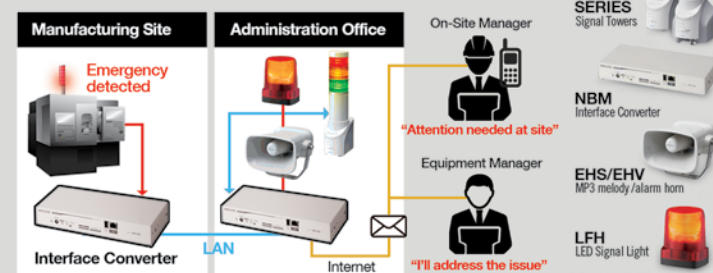 Manufacturing Site
Emergency
detected
Interface Converter
LAN
Administration Office
Internet
On-Site Manager
“Attention needed at site”
Equipment Manager
“I'll address the issue”
SERIES
Signal Towers
NBM
Interface Converter
EHS/EHV
MP3 melody/alarm horn
LFH
LED Signal Light